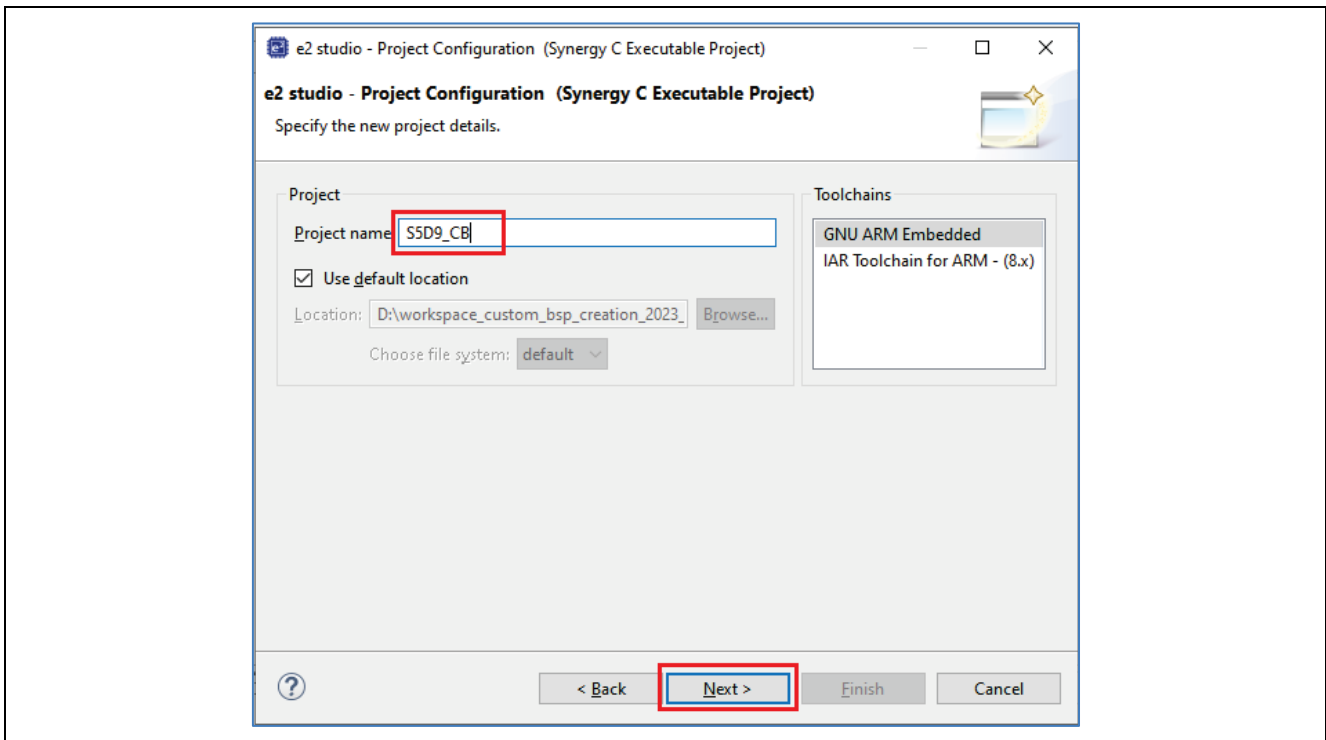 e2 studio - Project Configuration (Synergy C Executable Project)
e2 studio - Project Configuration (Synergy C Executable Project)
Specify the new project details.
Project
Toolchains
Project name
S5D9_CB
GNU ARM Embedded
IAR Toolchain for ARM - (8.x)
Use default location
Location: D:\workspace_custom_bsp_creation_2023_ Browse...
Choose file system: default
< Back Next > Finish Cancel